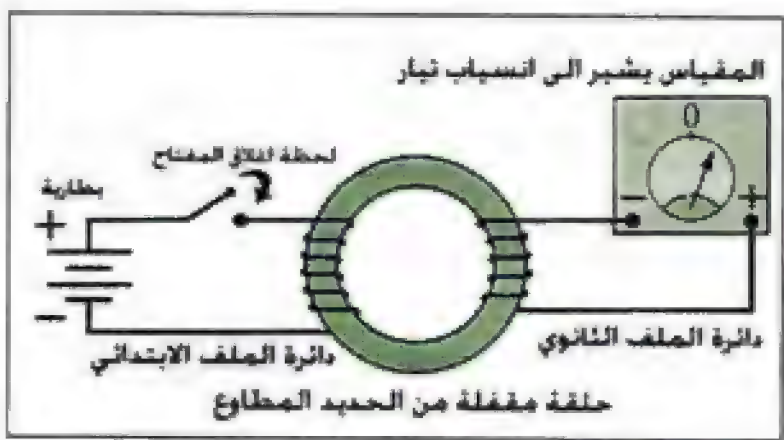 المقياس يشير الى انسياب تيار
0
لحظة اغلاق المفتاح
بطارية
+
−
− +
دائرة الملف الثانوي
دائرة الملف الابتدائي
حلقة مقفلة من الحديد المطاوع